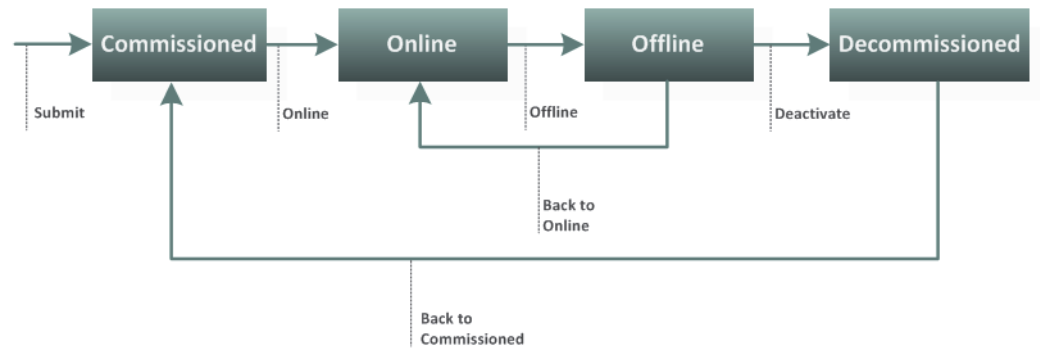 Commissioned
Online
Offline
Decommissioned
Submit
Online
Offline
Deactivate
Back to
Online
Back to
Commissioned